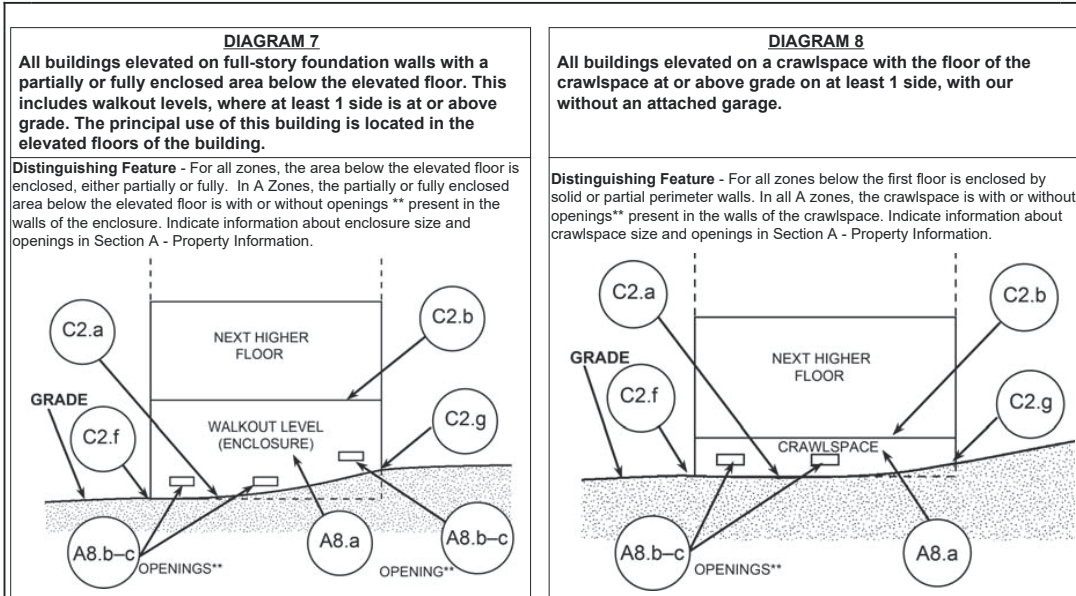 DIAGRAM 7
All buildings elevated on full-story foundation walls with a
partially or fully enclosed area below the elevated floor. This
includes walkout levels, where at least 1 side is at or above
grade. The principal use of this building is located in the
elevated floors of the building.
Distinguishing Feature - For all zones, the area below the elevated floor is
enclosed, either partially or fully. In A Zones, the partially or fully enclosed
area below the elevated floor is with or without openings ** present in the
walls of the enclosure. Indicate information about enclosure size and
openings in Section A - Property Information.
C2.a
C2.b
NEXT HIGHER
FLOOR
GRADE
C2.f
WALKOUT LEVEL
(ENCLOSURE)
C2.g
A8.b–c
OPENINGS**
A8.a
OPENING**
A8.b–c
DIAGRAM 8
All buildings elevated on a crawlspace with the floor of the
crawlspace at or above grade on at least 1 side, with our
without an attached garage.
Distinguishing Feature - For all zones below the first floor is enclosed by
solid or partial perimeter walls. In all A zones, the crawlspace is with or without
openings** present in the walls of the crawlspace. Indicate information about
crawlspace size and openings in Section A - Property Information.
C2.a
C2.b
GRADE
NEXT HIGHER
FLOOR
C2.f
C2.g
CRAWLSPACE
A8.b–c
OPENINGS**
A8.a